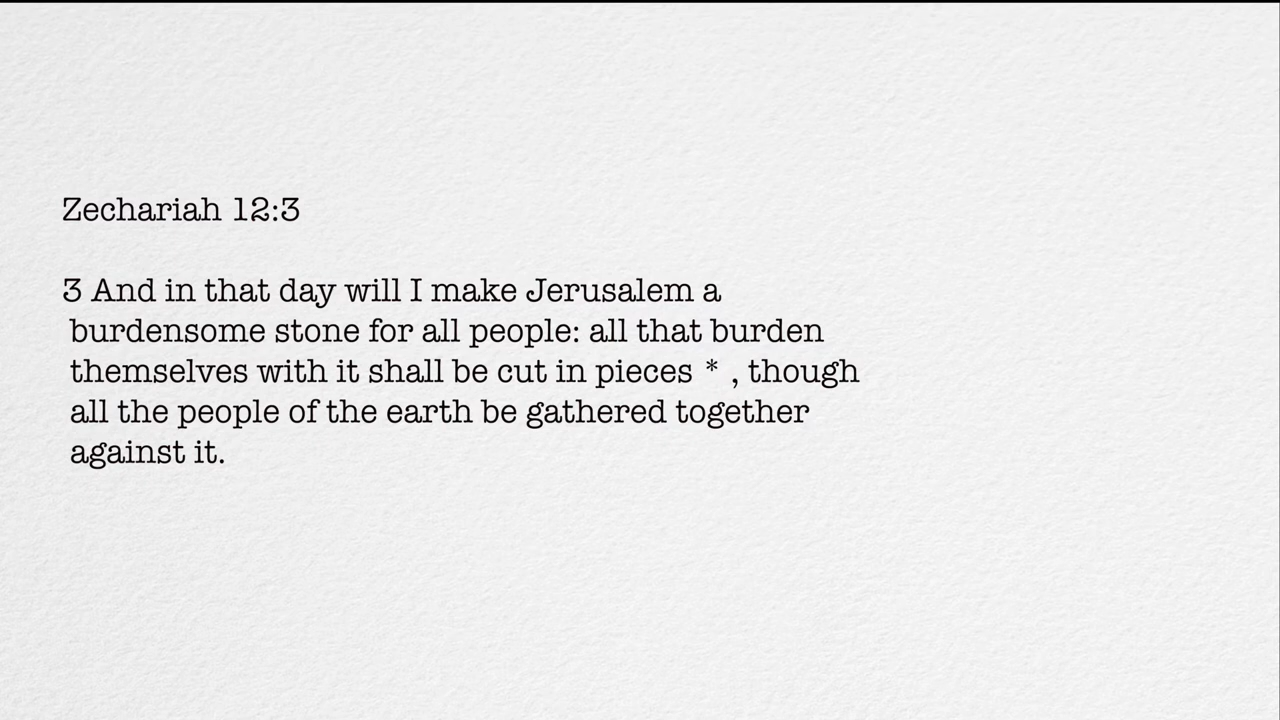 Zechariah 12:3
3 And in that day will I make Jerusalem a
burdensome stone for all people: all that burden
themselves with it shall be cut in pieces * , though
all the people of the earth be gathered together
against it.